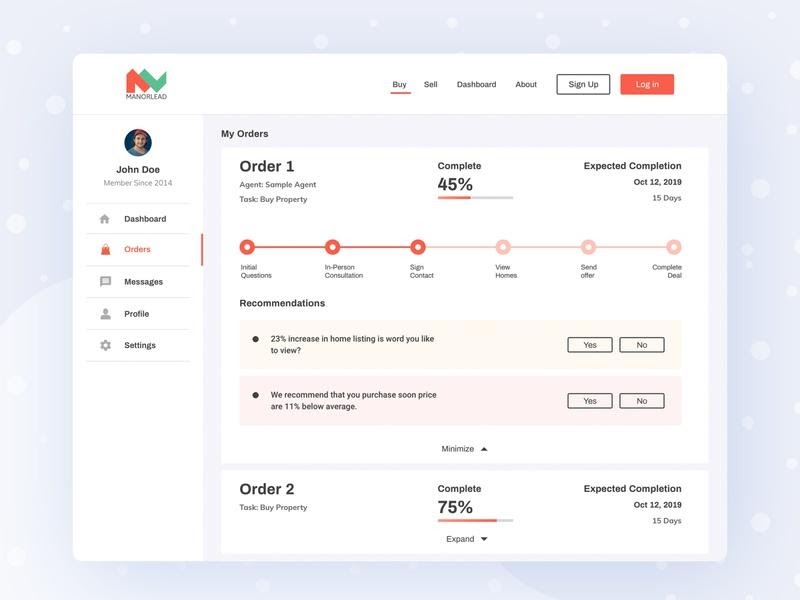 MANORLEAD
Buy Sell Dashboard About Sign Up Log in
John Doe
Member Since 2014
Dashboard
Orders
Messages
Profile
Settings
My Orders
Order 1
Agent: Sample Agent
Task: Buy Property
Complete
45%
Expected Completion
Oct 12, 2019
15 Days
Initial
Questions
In-Person
Consultation
Sign
Contact
View
Homes
Send
offer
Complete
Deal
Recommendations
23% increase in home listing is word you like
to view?
Yes No
We recommend that you purchase soon price
are 11% below average.
Yes No
Minimize
Order 2
Task: Buy Property
Complete
75%
Expected Completion
Oct 12, 2019
15 Days
Expand